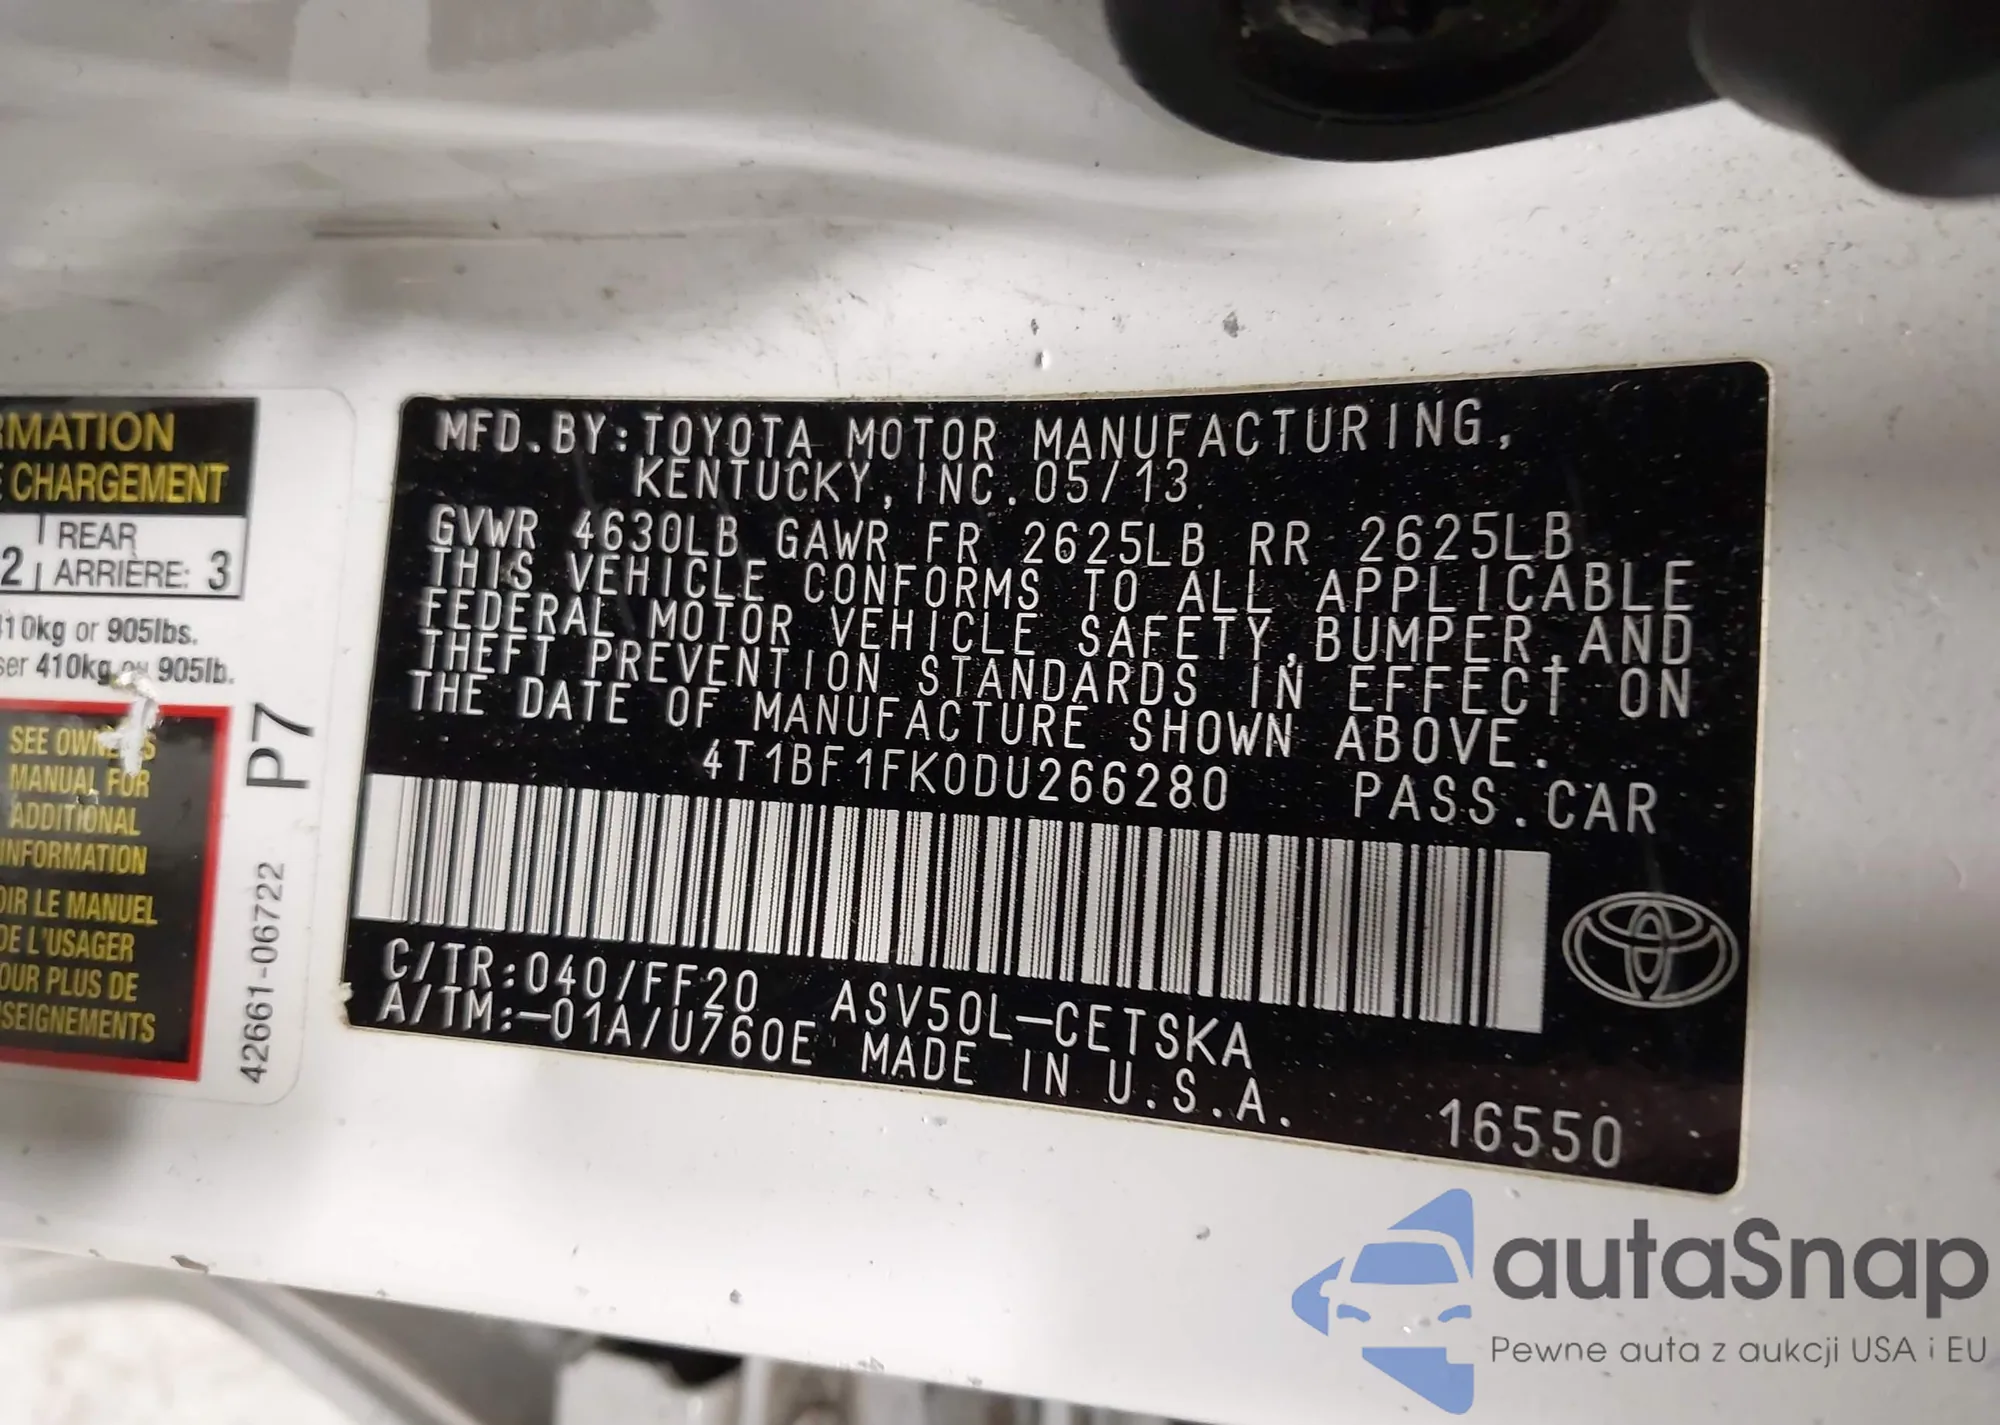 RMATION
E CHARGEMENT
2 REAR
ARRIÈRE: 3
410kg or 905lbs.
ser 410kg ou 905lb.
SEE OWNER'S
MANUAL FOR
ADDITIONAL
INFORMATION
OIR LE MANUEL
DE L'USAGER
OUR PLUS DE
NSEIGNEMENTS
P7
42661-06722
MFD.BY:TOYOTA MOTOR MANUFACTURING,
KENTUCKY,INC.05/13
GVWR 4630LB GAWR FR 2625LB RR 2625LB
THIS VEHICLE CONFORMS TO ALL APPLICABLE
FEDERAL MOTOR VEHICLE SAFETY,BUMPER,AND
THEFT PREVENTION STANDARDS IN EFFECT ON
THE DATE OF MANUFACTURE SHOWN ABOVE.
4T1BF1FK0DU266280 PASS.CAR
C/TR:040/FF20 ASV50L-CETSKA
A/TM:-01A/U760E MADE IN U.S.A.
16550
autaSnap
Pewne auta z aukcji USA i EU